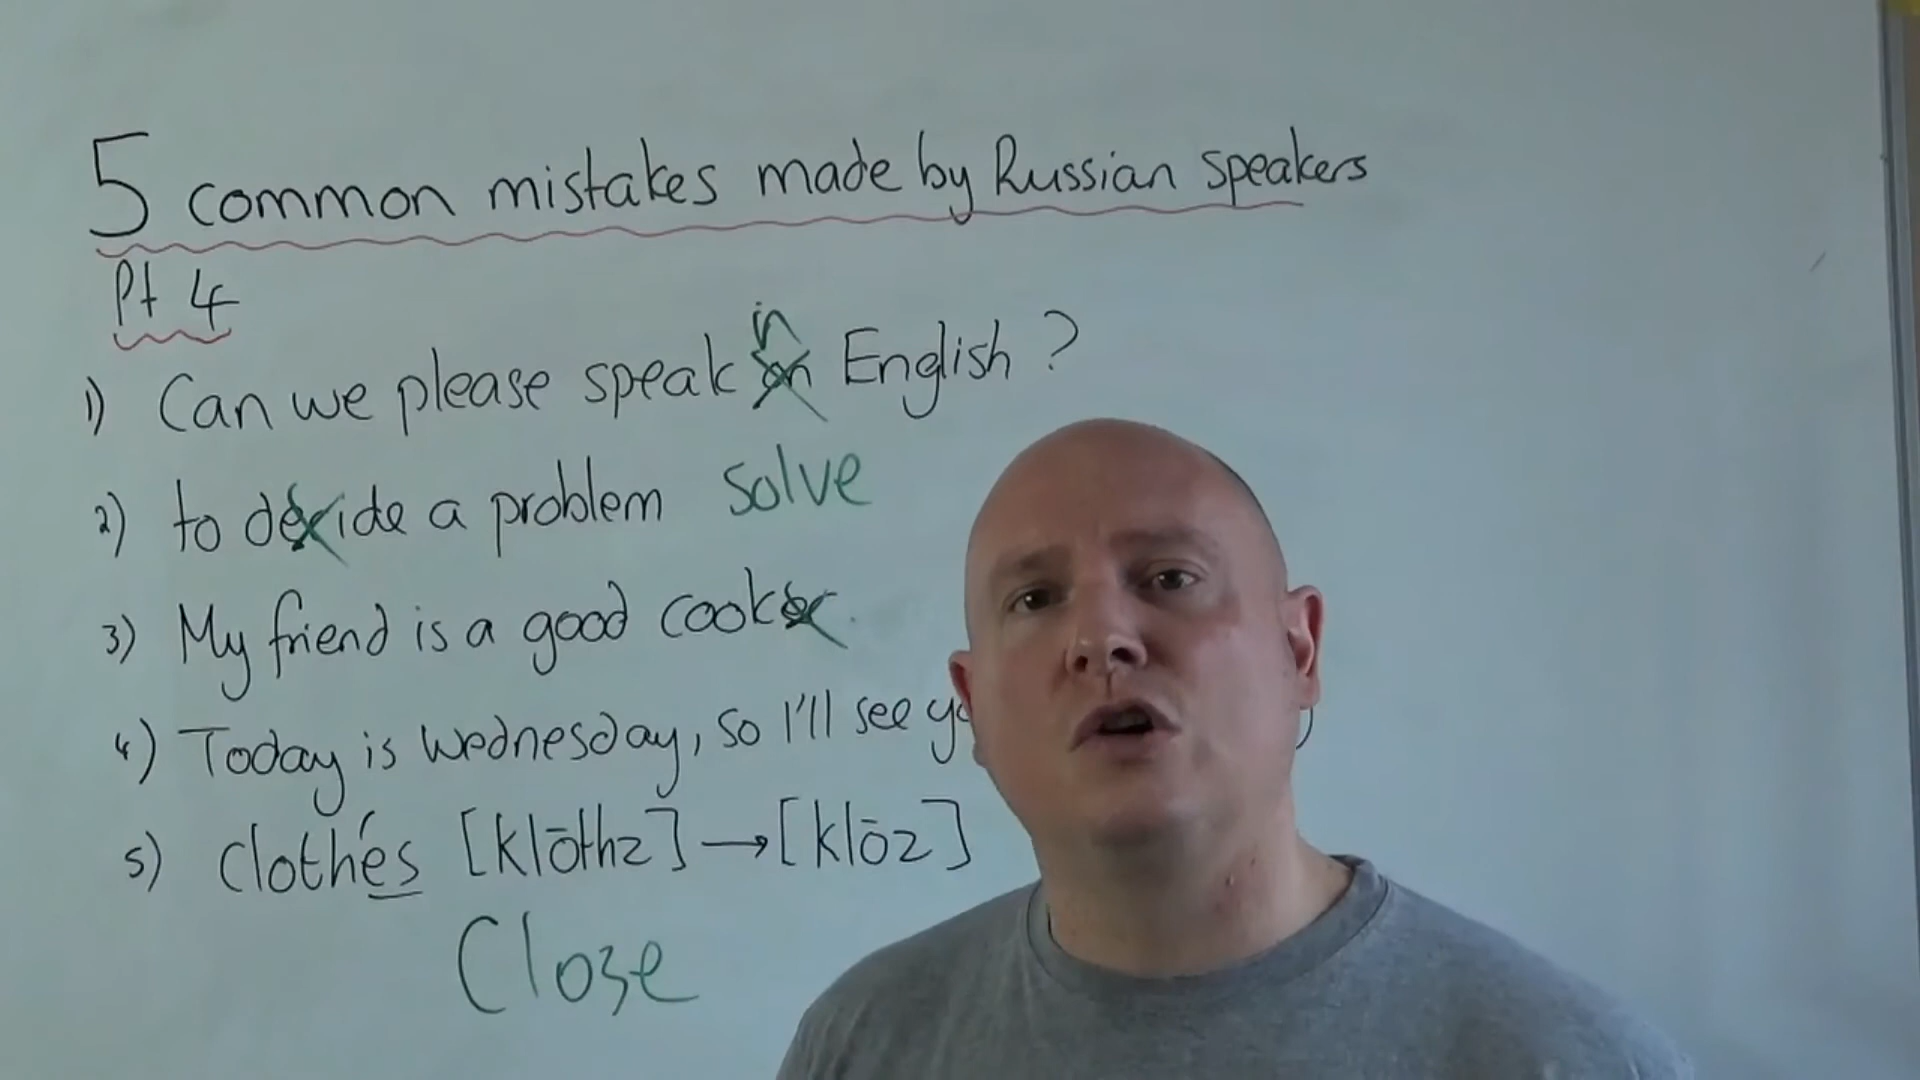 5 common mistakes made by Russian speakers
Pt 4
in
1) Can we please speak on English?
2) to decide a problem solve
3) My friend is a good cooker.
4) Today is Wednesday, so I'll see
5) clothes [klōthz] → [klōz]
Cloze